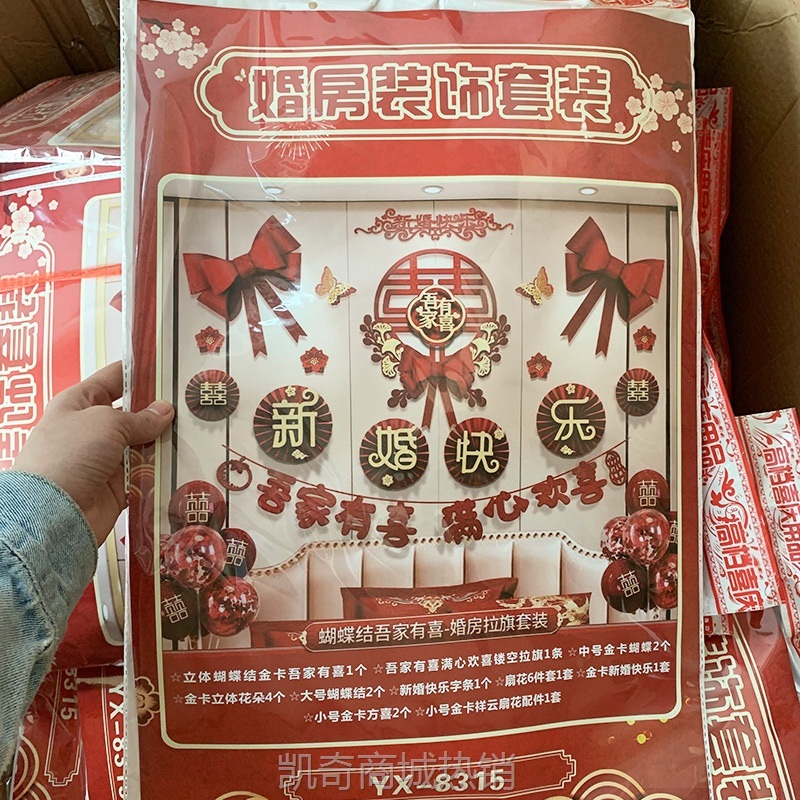 婚房装饰套装
新婚快乐
囍
吾家有喜
囍
囍
新婚快乐
吾家有喜 满心欢喜
囍
囍
囍
囍
蝴蝶结吾家有喜-婚房拉旗套装
☆立体蝴蝶结金卡吾家有喜1个 ☆吾家有喜满心欢喜镂空拉旗1条 ☆中号金卡蝴蝶2个
☆金卡立体花朵4个 ☆大号蝴蝶结2个 ☆新婚快乐字条1个 ☆扇花6件套1套 ☆金卡新婚快乐1套
☆小号金卡方喜2个 ☆小号金卡祥云扇花配件1套
凯奇商城热销
YX-8315